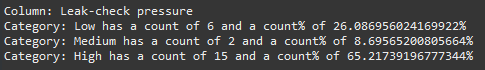 Column: Leak-check pressure
Category: Low has a count of 6 and a count% of 26.086956024169922%
Category: Medium has a count of 2 and a count% of 8.69565200805664%
Category: High has a count of 15 and a count% of 65.21739196777344%